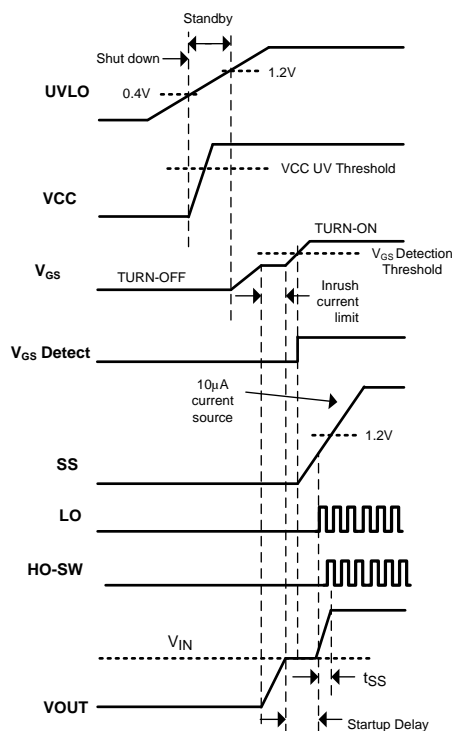 Standby
Shut down
1.2V
UVLO
0.4V
VCC UV Threshold
VCC
TURN-ON
VGS Detection
Threshold
VGS
TURN-OFF
Inrush
current
limit
VGS Detect
10μA
current
source
1.2V
SS
LO
HO-SW
VIN
tSS
VOUT
Startup Delay